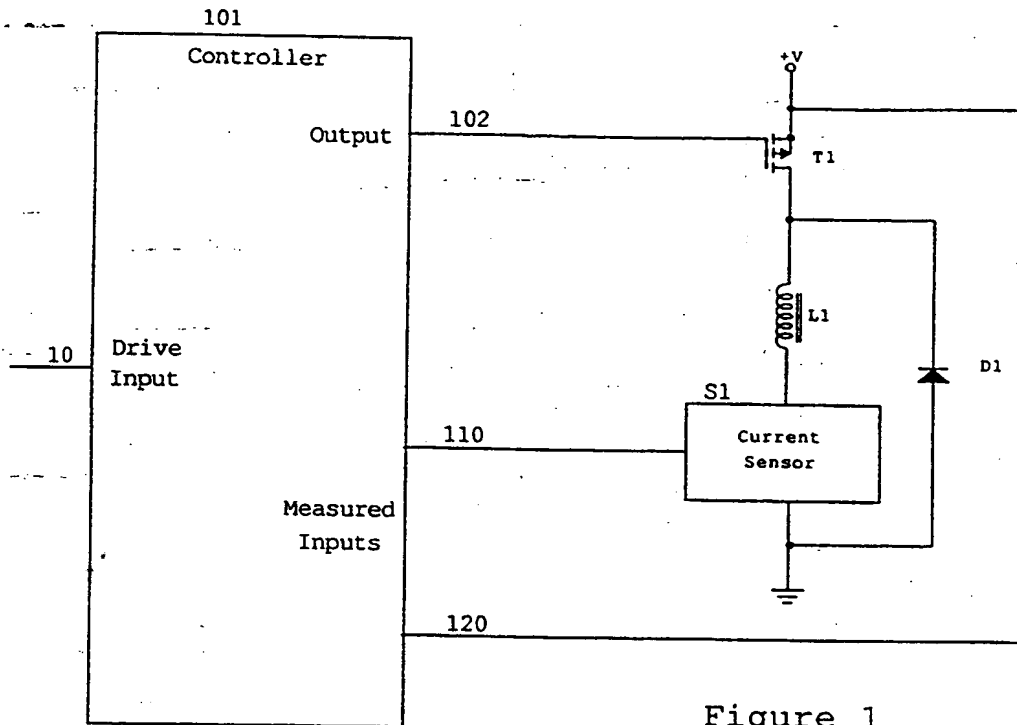 101
Controller
+V
Output
102
T1
L1
10
Drive
Input
D1
S1
Current
Sensor
110
Measured
Inputs
120
Figure 1